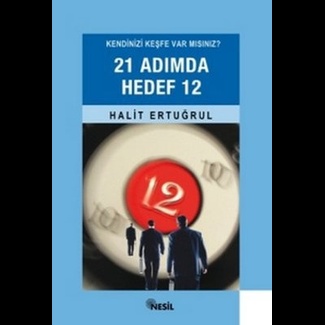 KENDİNİZİ KEŞFE VAR MISINIZ?
21 ADIMDA
HEDEF 12
HALİT ERTUĞRUL
12
NESİL